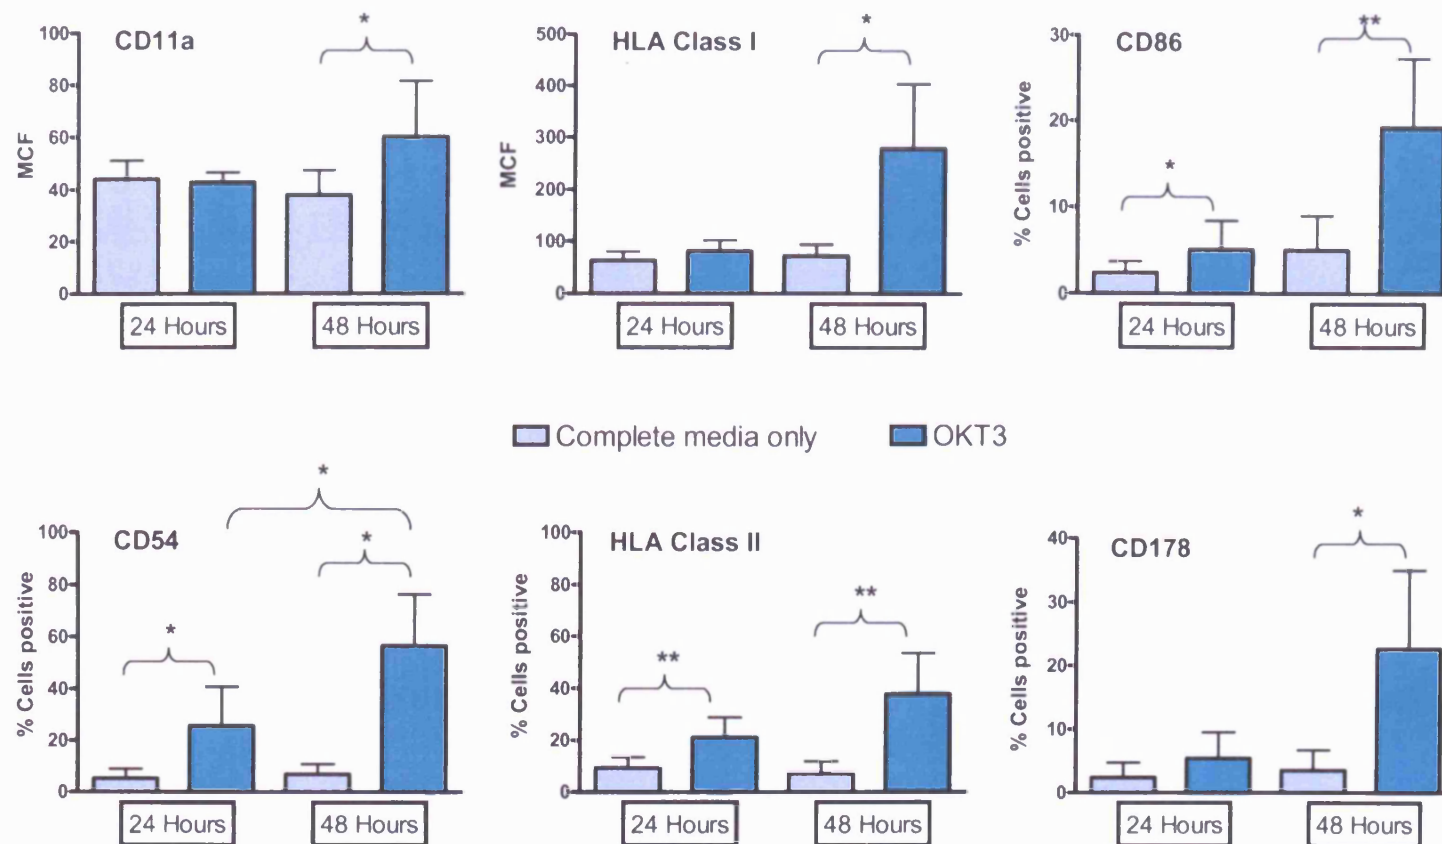 CD11a
*
MCF
100
80
60
40
20
0
24 Hours
48 Hours
HLA Class I
*
MCF
500
400
300
200
100
0
24 Hours
48 Hours
CD86
**
*
% Cells positive
30
20
10
0
24 Hours
48 Hours
Complete media only
OKT3
CD54
*
*
*
% Cells positive
100
80
60
40
20
0
24 Hours
48 Hours
HLA Class II
**
**
% Cells positive
100
80
60
40
20
0
24 Hours
48 Hours
CD178
*
% Cells positive
40
30
20
10
0
24 Hours
48 Hours